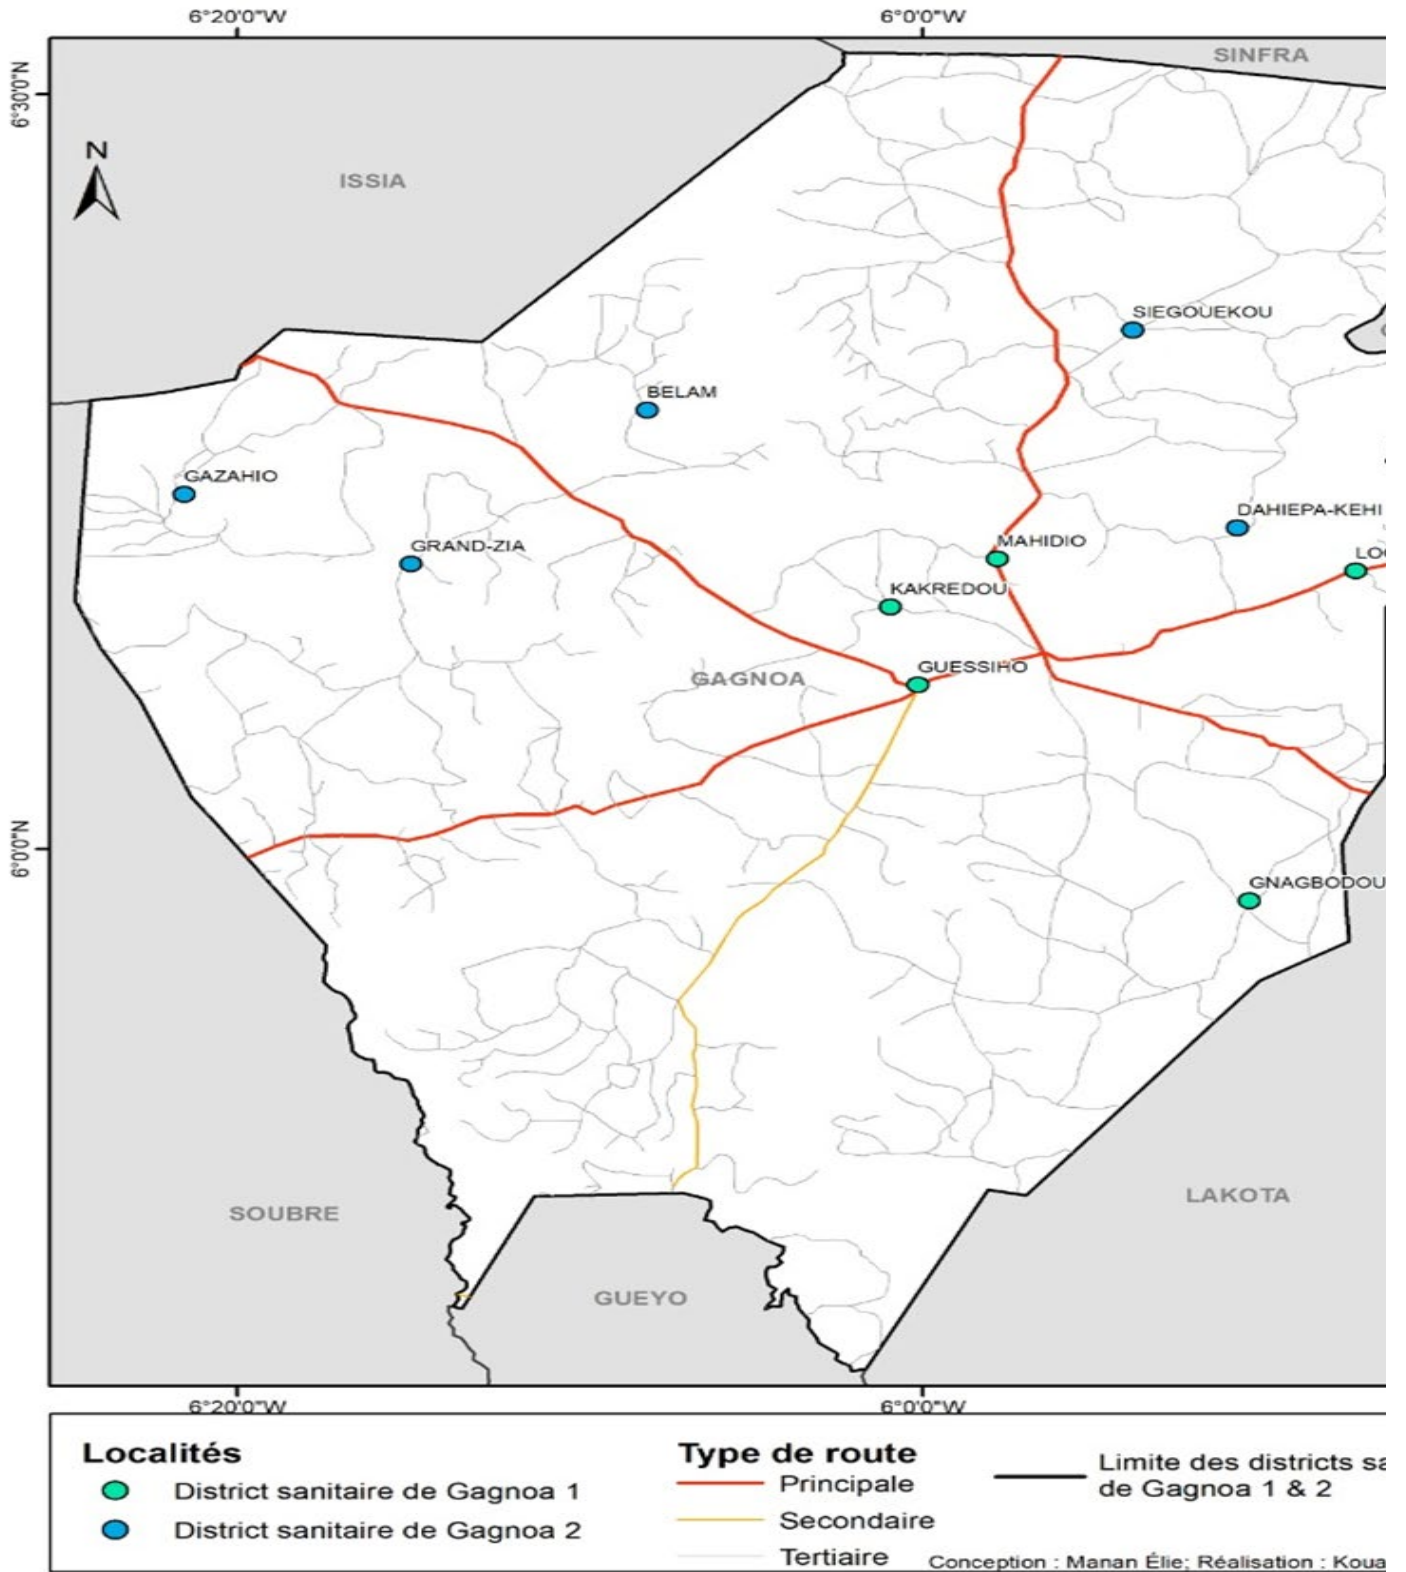 6°20'0"W
6°0'0"W
SINFRA
6°30'0"N
N
ISSIA
SIEGOUEKOU
BELAM
GAZAHIO
DAHIEPA-KEHI
GRAND-ZIA
MAHIDIO
KAKREDOU
GUESSIHO
GAGNOA
6°0'0"N
GNAGBODOU
LAKOTA
SOUBRE
GUEYO
6°20'0"W
6°0'0"W
Localités
District sanitaire de Gagnoa 1
District sanitaire de Gagnoa 2
Type de route
Principale
Secondaire
Tertiaire
Limite des districts
de Gagnoa 1 & 2
Conception : Manan Élie; Réalisation :